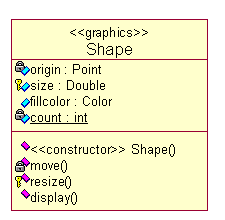 <<graphics>>
Shape
origin : Point
size : Double
fillcolor : Color
count : int
<<constructor>> Shape()
move()
resize()
display()